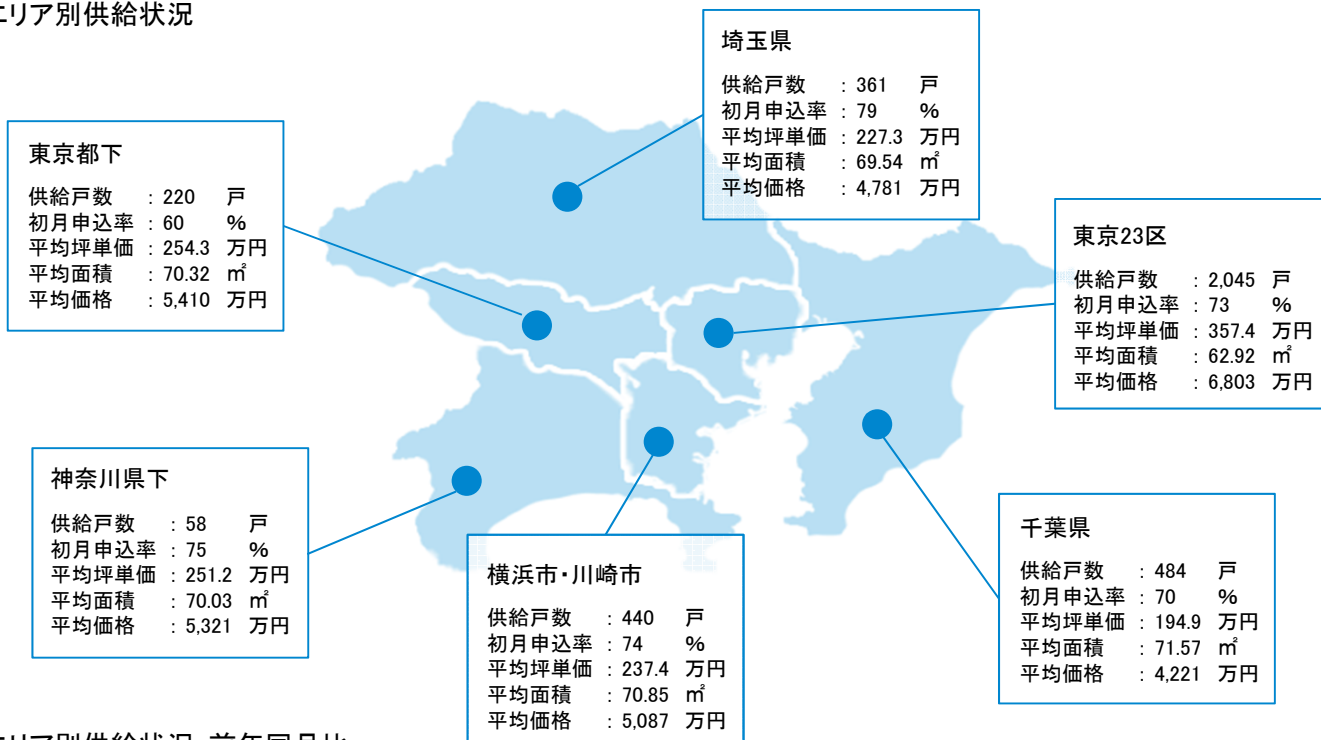 エリア別供給状況
埼玉県
供給戸数 : 361 戸
初月申込率 : 79 %
平均坪単価 : 227.3 万円
平均面積 : 69.54 ㎡
平均価格 : 4,781 万円
東京都下
供給戸数 : 220 戸
初月申込率 : 60 %
平均坪単価 : 254.3 万円
平均面積 : 70.32 ㎡
平均価格 : 5,410 万円
東京23区
供給戸数 : 2,045 戸
初月申込率 : 73 %
平均坪単価 : 357.4 万円
平均面積 : 62.92 ㎡
平均価格 : 6,803 万円
神奈川県下
供給戸数 : 58 戸
初月申込率 : 75 %
平均坪単価 : 251.2 万円
平均面積 : 70.03 ㎡
平均価格 : 5,321 万円
横浜市・川崎市
供給戸数 : 440 戸
初月申込率 : 74 %
平均坪単価 : 237.4 万円
平均面積 : 70.85 ㎡
平均価格 : 5,087 万円
千葉県
供給戸数 : 484 戸
初月申込率 : 70 %
平均坪単価 : 194.9 万円
平均面積 : 71.57 ㎡
平均価格 : 4,221 万円
エリア別供給状況 前年同月比